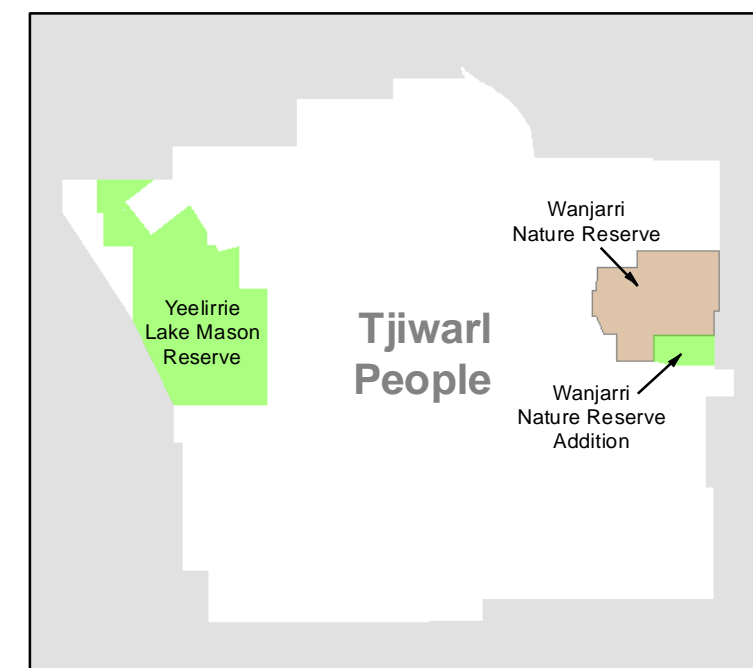 Wanjarri
Nature Reserve
Yeelirrie
Lake Mason
Reserve
Tjiwarl
People
Wanjarri
Nature Reserve
Addition